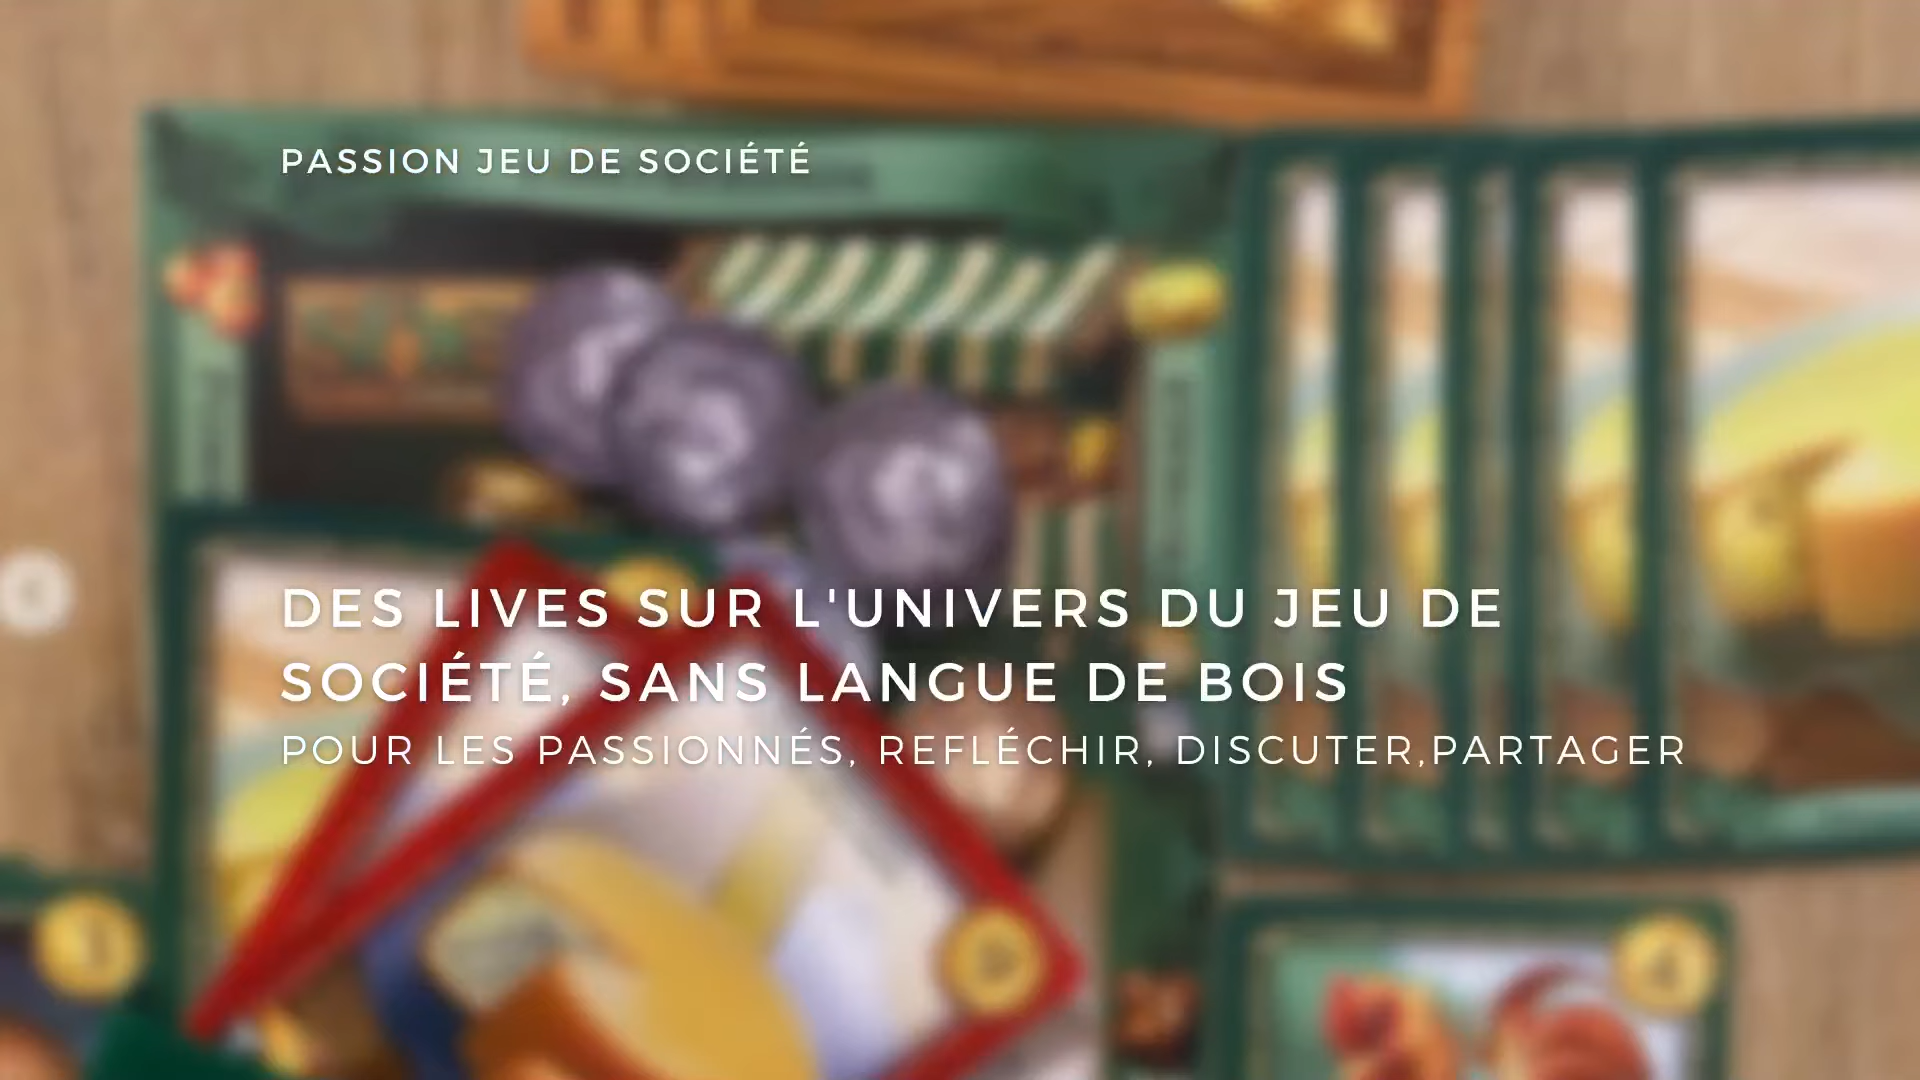 PASSION JEU DE SOCIÉTÉ
DES LIVES SUR L'UNIVERS DU JEU DE
SOCIÉTÉ, SANS LANGUE DE BOIS
POUR LES PASSIONNÉS, REFLÉCHIR, DISCUTER,PARTAGER